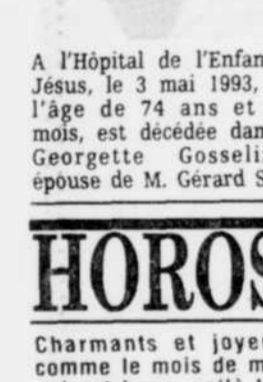 A l'Hôpital de l'Enfan
Jésus, le 3 mai 1993,
l'âge de 74 ans et
mois, est décédée dan
Georgette Gosseli
épouse de M. Gérard S
HOROS
Charmants et joye
comme le mois de m